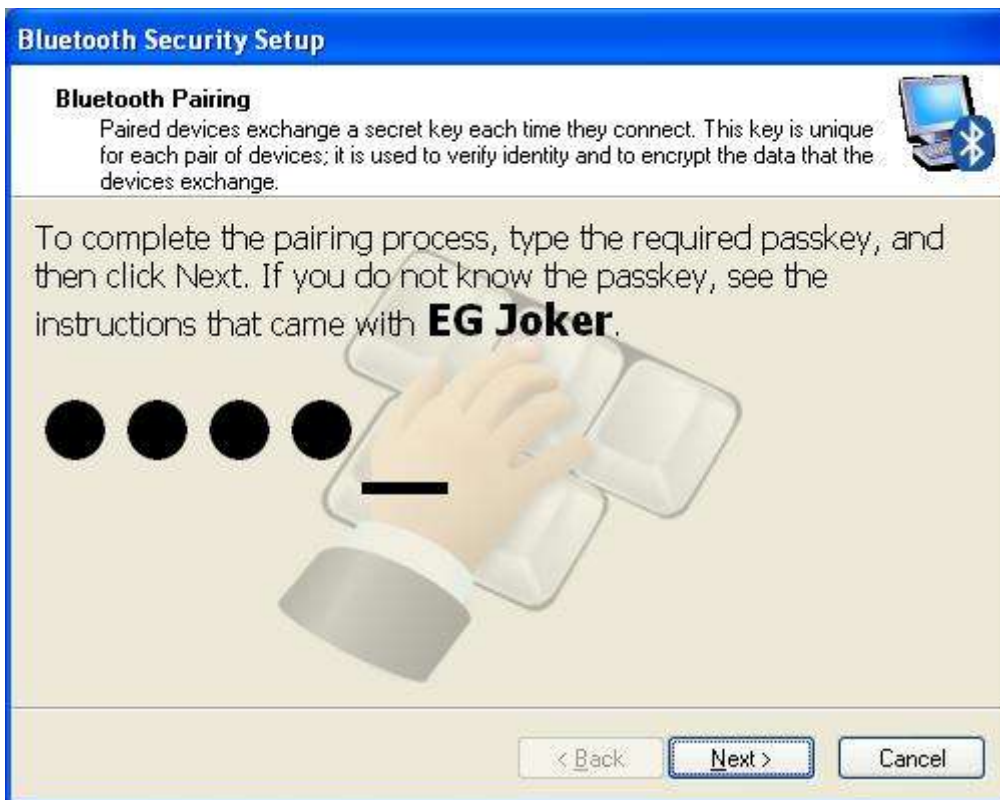 Bluetooth Security Setup
Bluetooth Pairing
Paired devices exchange a secret key each time they connect. This key is unique
for each pair of devices; it is used to verify identity and to encrypt the data that the
devices exchange.
To complete the pairing process, type the required passkey, and
then click Next. If you do not know the passkey, see the
instructions that came with EG Joker.
< Back Next > Cancel